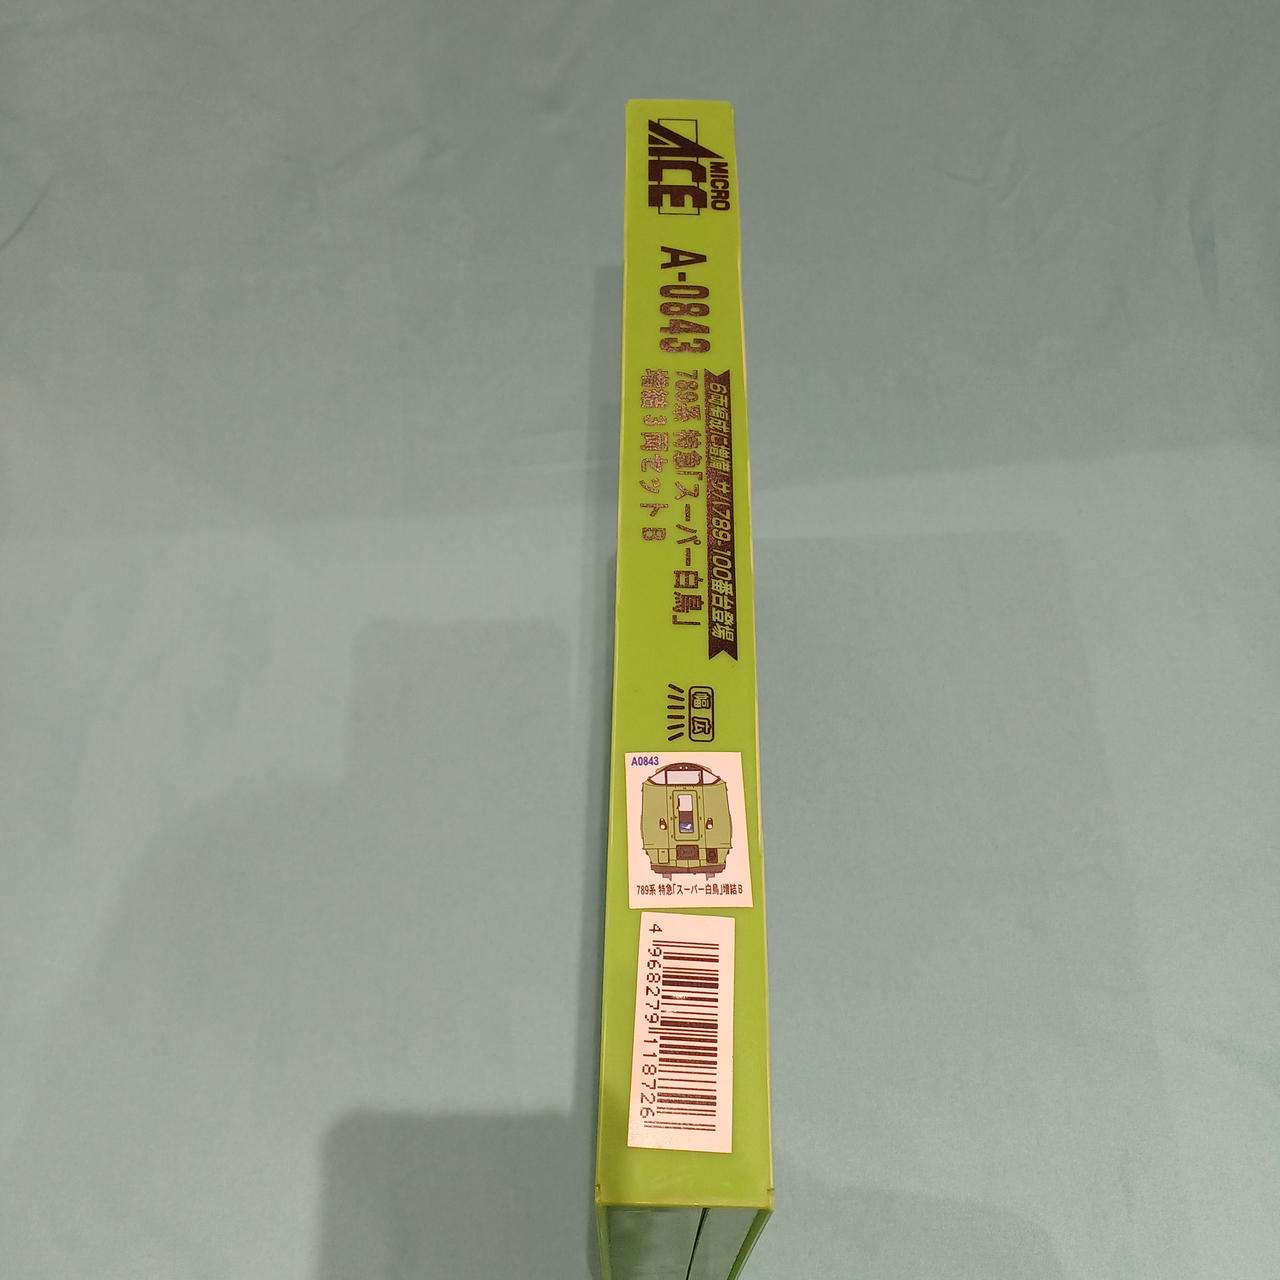 MICRO
ACE
A-0843
6両編成に増備!サハ789-100番台登場
789系 特急「スーパー白鳥」
増結3両セットB
幅広
A0843
789系 特急「スーパー白鳥」増結B
4 968279 118726